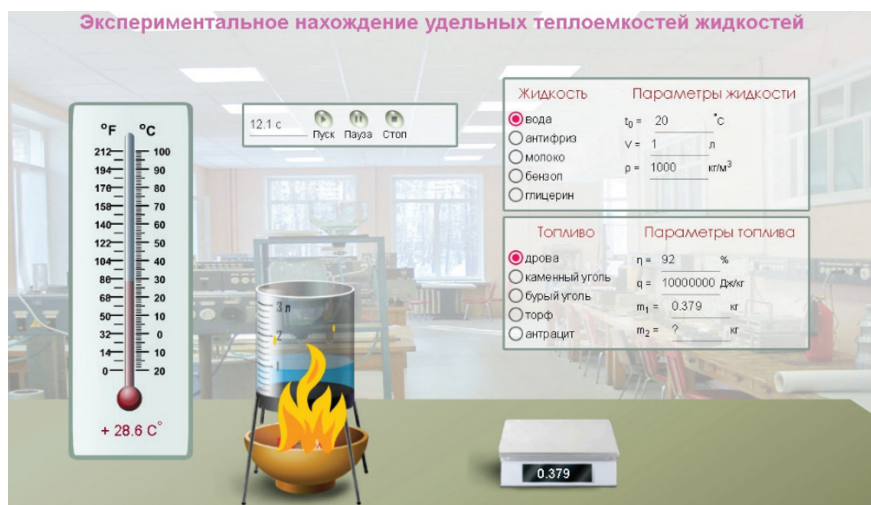 Экспериментальное нахождение удельных теплоемкостей жидкостей
°F °C
212 100
194 90
176 80
158 70
140 60
122 50
104 40
86 30
68 20
50 10
32 0
14 10
0 20
+ 28.6 C°
12.1 c
Пуск Пауза Стоп
Жидкость Параметры жидкости
вода t₀ = 20 °C
антифриз V = 1 л
молоко ρ = 1000 кг/м³
бензол
глицерин
Топливо Параметры топлива
дрова η = 92 %
каменный уголь q = 10000000 Дж/кг
бурый уголь m₁ = 0.379 кг
торф m₂ = ? кг
антрацит
3 л
2
1
0.379